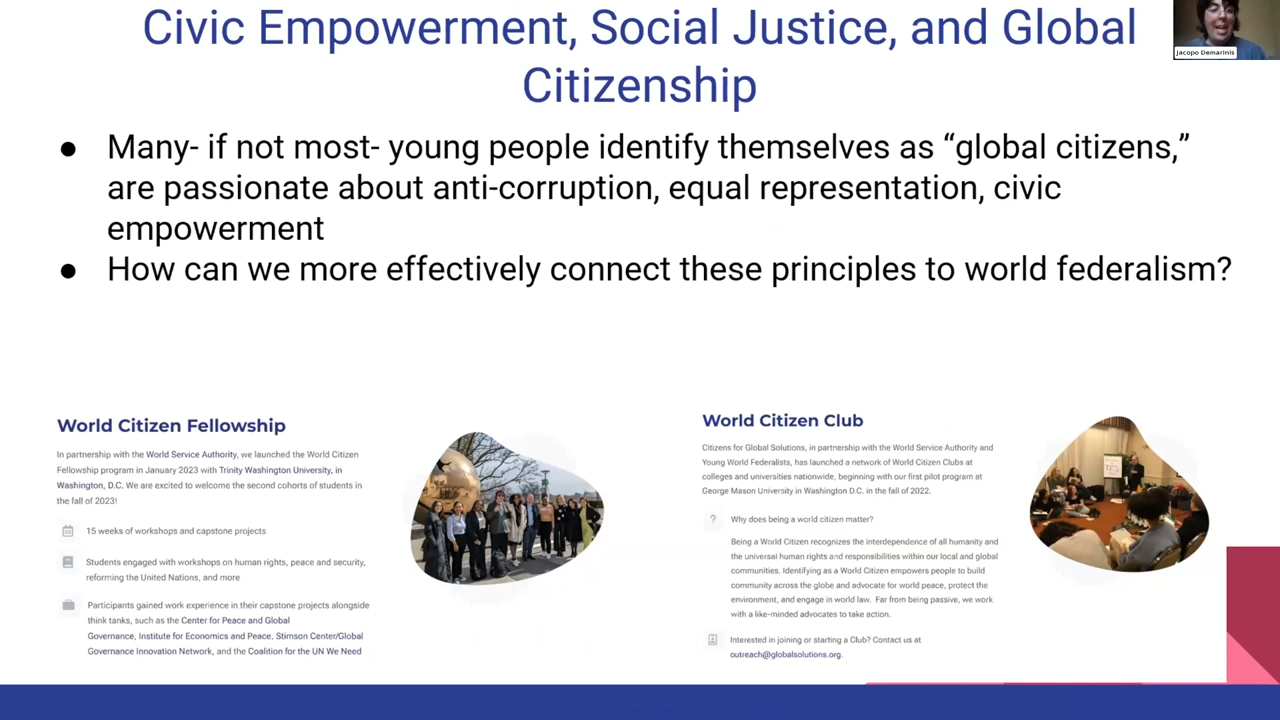 Civic Empowerment, Social Justice, and Global
Citizenship
Jacopo Demarinis
● Many- if not most- young people identify themselves as “global citizens,”
are passionate about anti-corruption, equal representation, civic
empowerment
● How can we more effectively connect these principles to world federalism?
World Citizen Fellowship
In partnership with the World Service Authority, we launched the World Citizen
Fellowship program in January 2023 with Trinity Washington University, in
Washington, D.C. We are excited to welcome the second cohorts of students in
the fall of 2023!
15 weeks of workshops and capstone projects
Students engaged with workshops on human rights, peace and security,
reforming the United Nations, and more
Participants gained work experience in their capstone projects alongside
think tanks, such as the Center for Peace and Global
Governance, Institute for Economics and Peace, Stimson Center/Global
Governance Innovation Network, and the Coalition for the UN We Need
World Citizen Club
Citizens for Global Solutions, in partnership with the World Service Authority and
Young World Federalists, has launched a network of World Citizen Clubs at
colleges and universities nationwide, beginning with our first pilot program at
George Mason University in Washington D.C. in the fall of 2022.
? Why does being a world citizen matter?
Being a World Citizen recognizes the interdependence of all humanity and
the universal human rights and responsibilities within our local and global
communities. Identifying as a World Citizen empowers people to build
community across the globe and advocate for world peace, protect the
environment, and engage in world law. Far from being passive, we work
with a like-minded advocates to take action.
Interested in joining or starting a Club? Contact us at
outreach@globalsolutions.org.